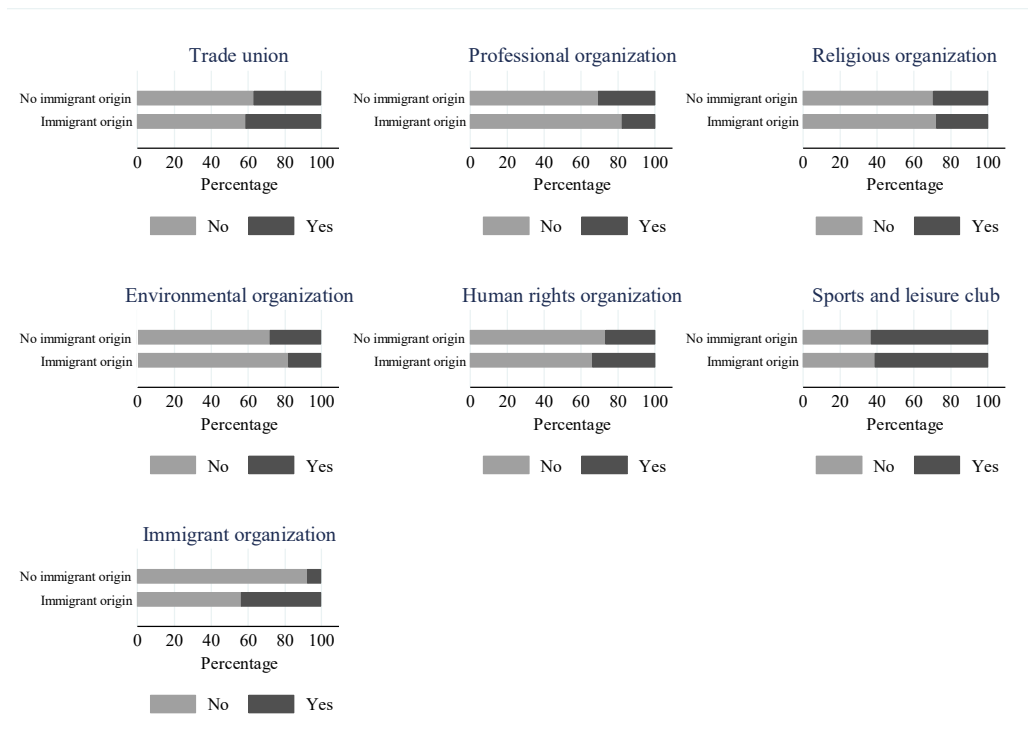 Trade union
No immigrant origin
Immigrant origin
0 20 40 60 80 100
Percentage
No Yes
Professional organization
No immigrant origin
Immigrant origin
0 20 40 60 80 100
Percentage
No Yes
Religious organization
No immigrant origin
Immigrant origin
0 20 40 60 80 100
Percentage
No Yes
Environmental organization
No immigrant origin
Immigrant origin
0 20 40 60 80 100
Percentage
No Yes
Human rights organization
No immigrant origin
Immigrant origin
0 20 40 60 80 100
Percentage
No Yes
Sports and leisure club
No immigrant origin
Immigrant origin
0 20 40 60 80 100
Percentage
No Yes
Immigrant organization
No immigrant origin
Immigrant origin
0 20 40 60 80 100
Percentage
No Yes